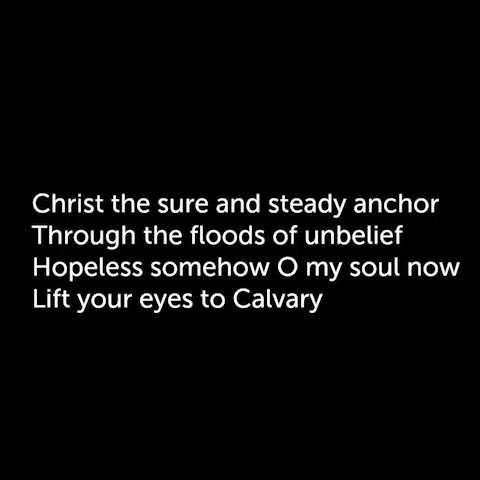 Christ the sure and steady anchor
Through the floods of unbelief
Hopeless somehow O my soul now
Lift your eyes to Calvary